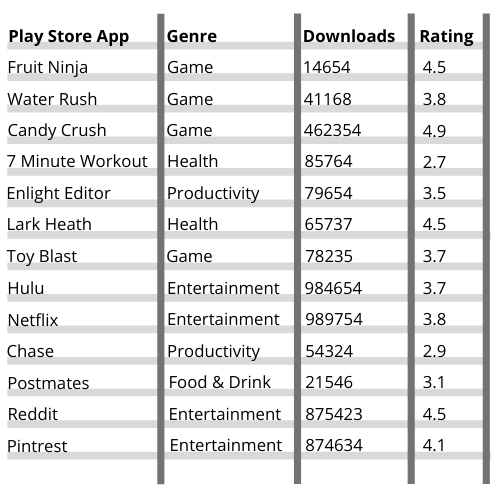 Play Store App Genre Downloads Rating
Fruit Ninja Game 14654 4.5
Water Rush Game 41168 3.8
Candy Crush Game 462354 4.9
7 Minute Workout Health 85764 2.7
Enlight Editor Productivity 79654 3.5
Lark Heath Health 65737 4.5
Toy Blast Game 78235 3.7
Hulu Entertainment 984654 3.7
Netflix Entertainment 989754 3.8
Chase Productivity 54324 2.9
Postmates Food & Drink 21546 3.1
Reddit Entertainment 875423 4.5
Pintrest Entertainment 874634 4.1